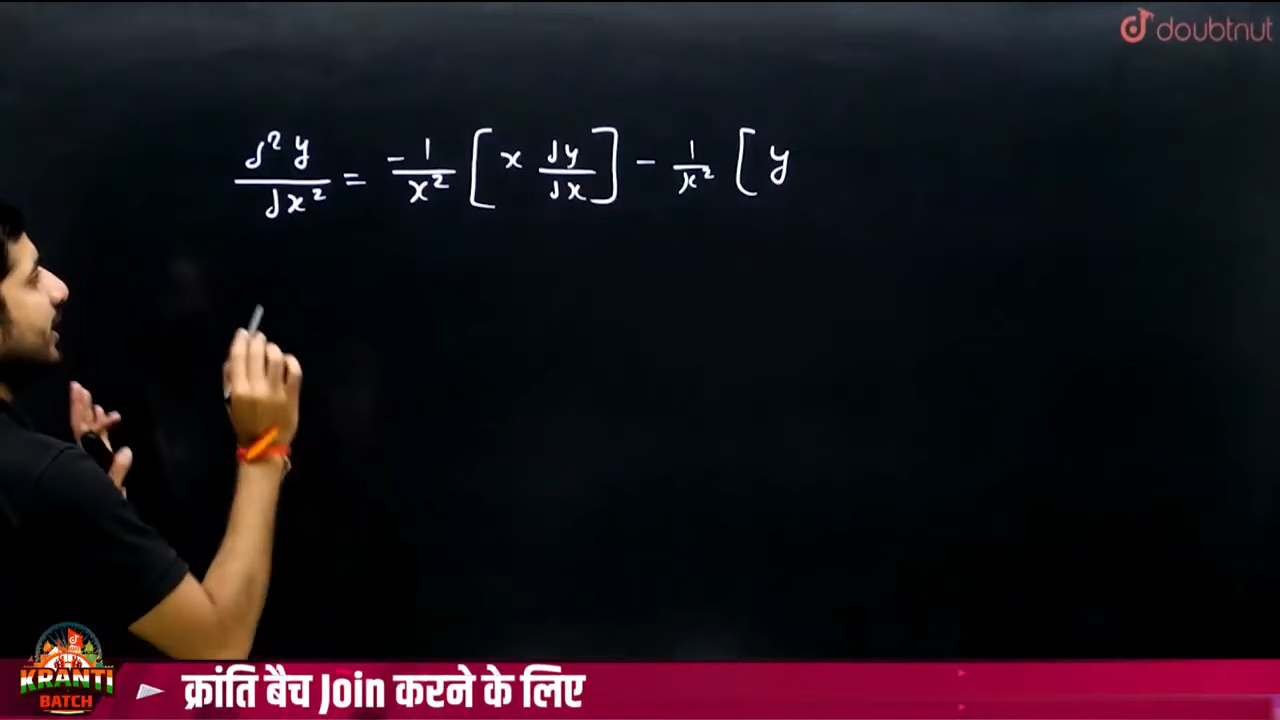 doubtnut
d²y/dx² = -1/x² [x dy/dx] - 1/x² [y
KRANTI
BATCH
क्रांति बैच Join करने के लिए